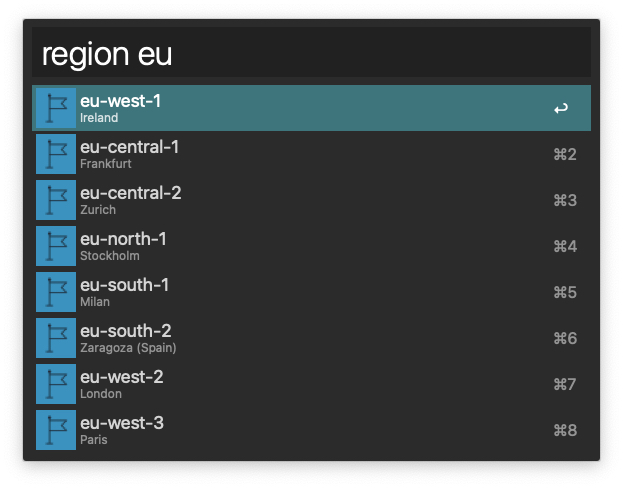 region eu
eu-west-1
Ireland
↩
eu-central-1
Frankfurt
⌘2
eu-central-2
Zurich
⌘3
eu-north-1
Stockholm
⌘4
eu-south-1
Milan
⌘5
eu-south-2
Zaragoza (Spain)
⌘6
eu-west-2
London
⌘7
eu-west-3
Paris
⌘8